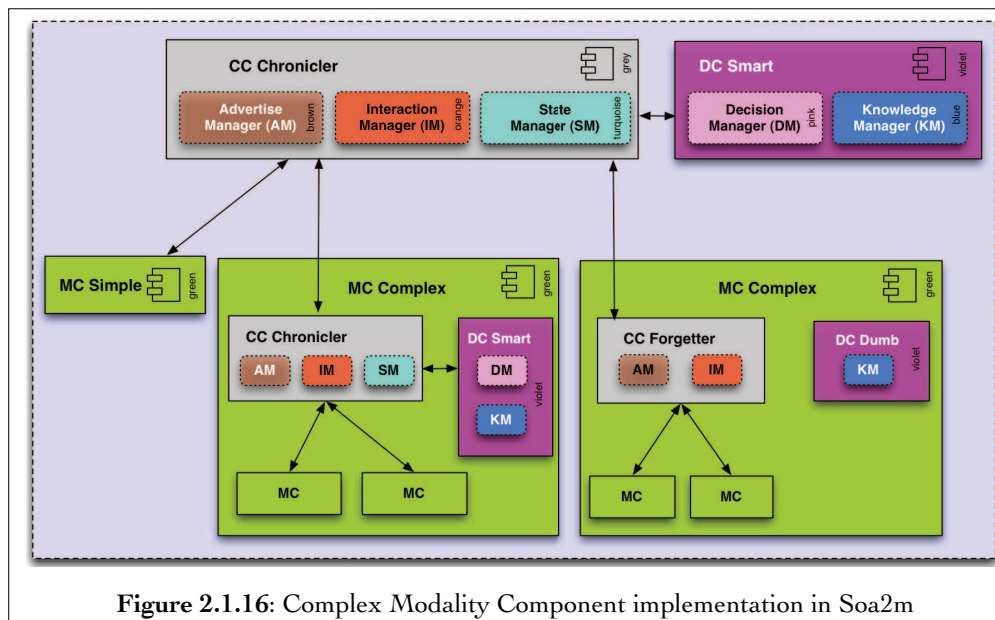 CC Chronicler
grey
Advertise
Manager (AM)
brown
Interaction
Manager (IM)
orange
State
Manager (SM)
turquoise
DC Smart
violet
Decision
Manager (DM)
pink
Knowledge
Manager (KM)
blue
MC Simple
green
MC Complex
green
CC Chronicler
AM
IM
SM
DC Smart
DM
KM
violet
MC
MC
MC Complex
green
CC Forgetter
AM
IM
DC Dumb
KM
violet
MC
MC
Figure 2.1.16: Complex Modality Component implementation in Soa2m